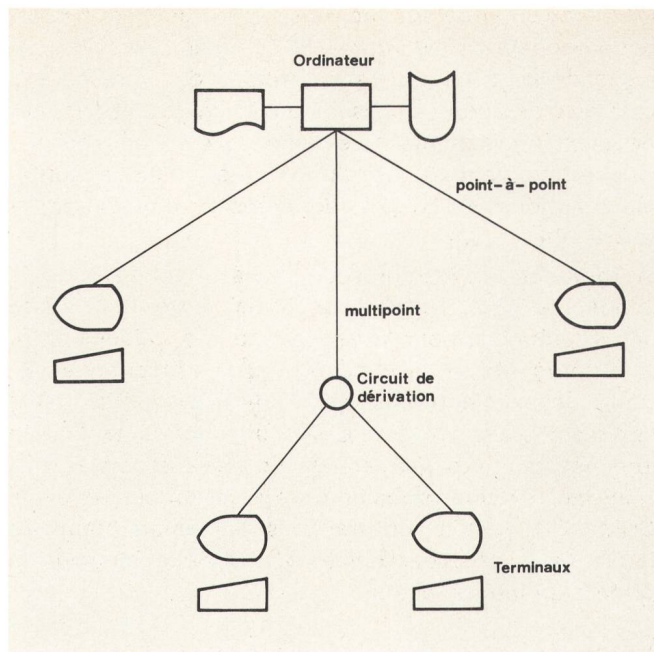 Ordinateur
point-à-point
multipoint
Circuit de
dérivation
Terminaux